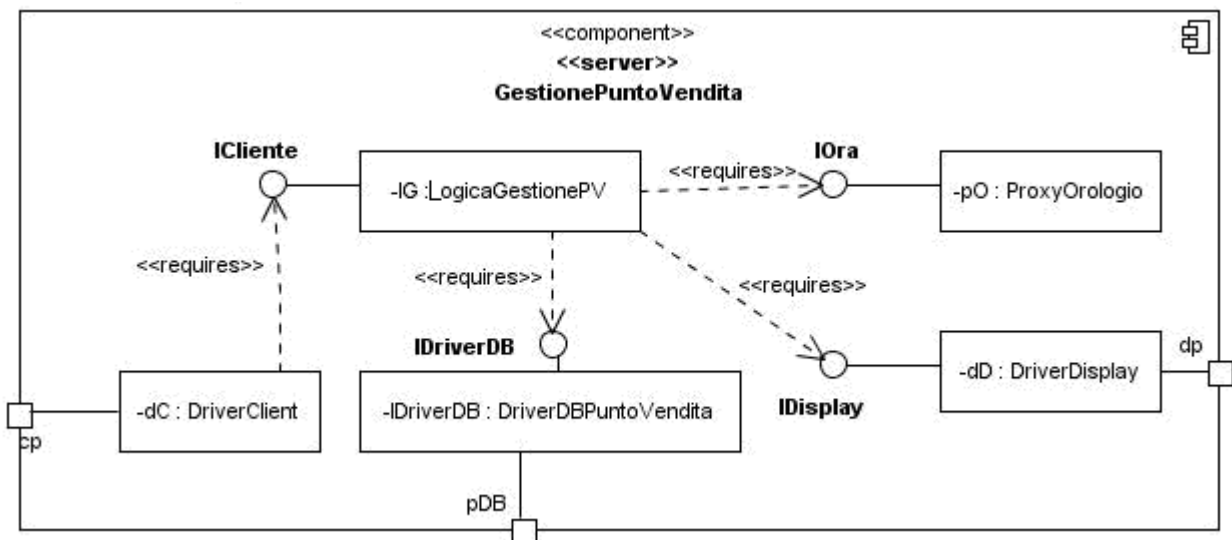 <<component>>
<<server>>
GestionePuntoVendita
ICliente
IOra
-lG :LogicaGestionePV
<<requires>>
-pO : ProxyOrologio
<<requires>>
<<requires>>
<<requires>>
IDriverDB
dp
-dC : DriverClient
-IDriverDB : DriverDBPuntoVendita
IDisplay
-dD : DriverDisplay
cp
pDB